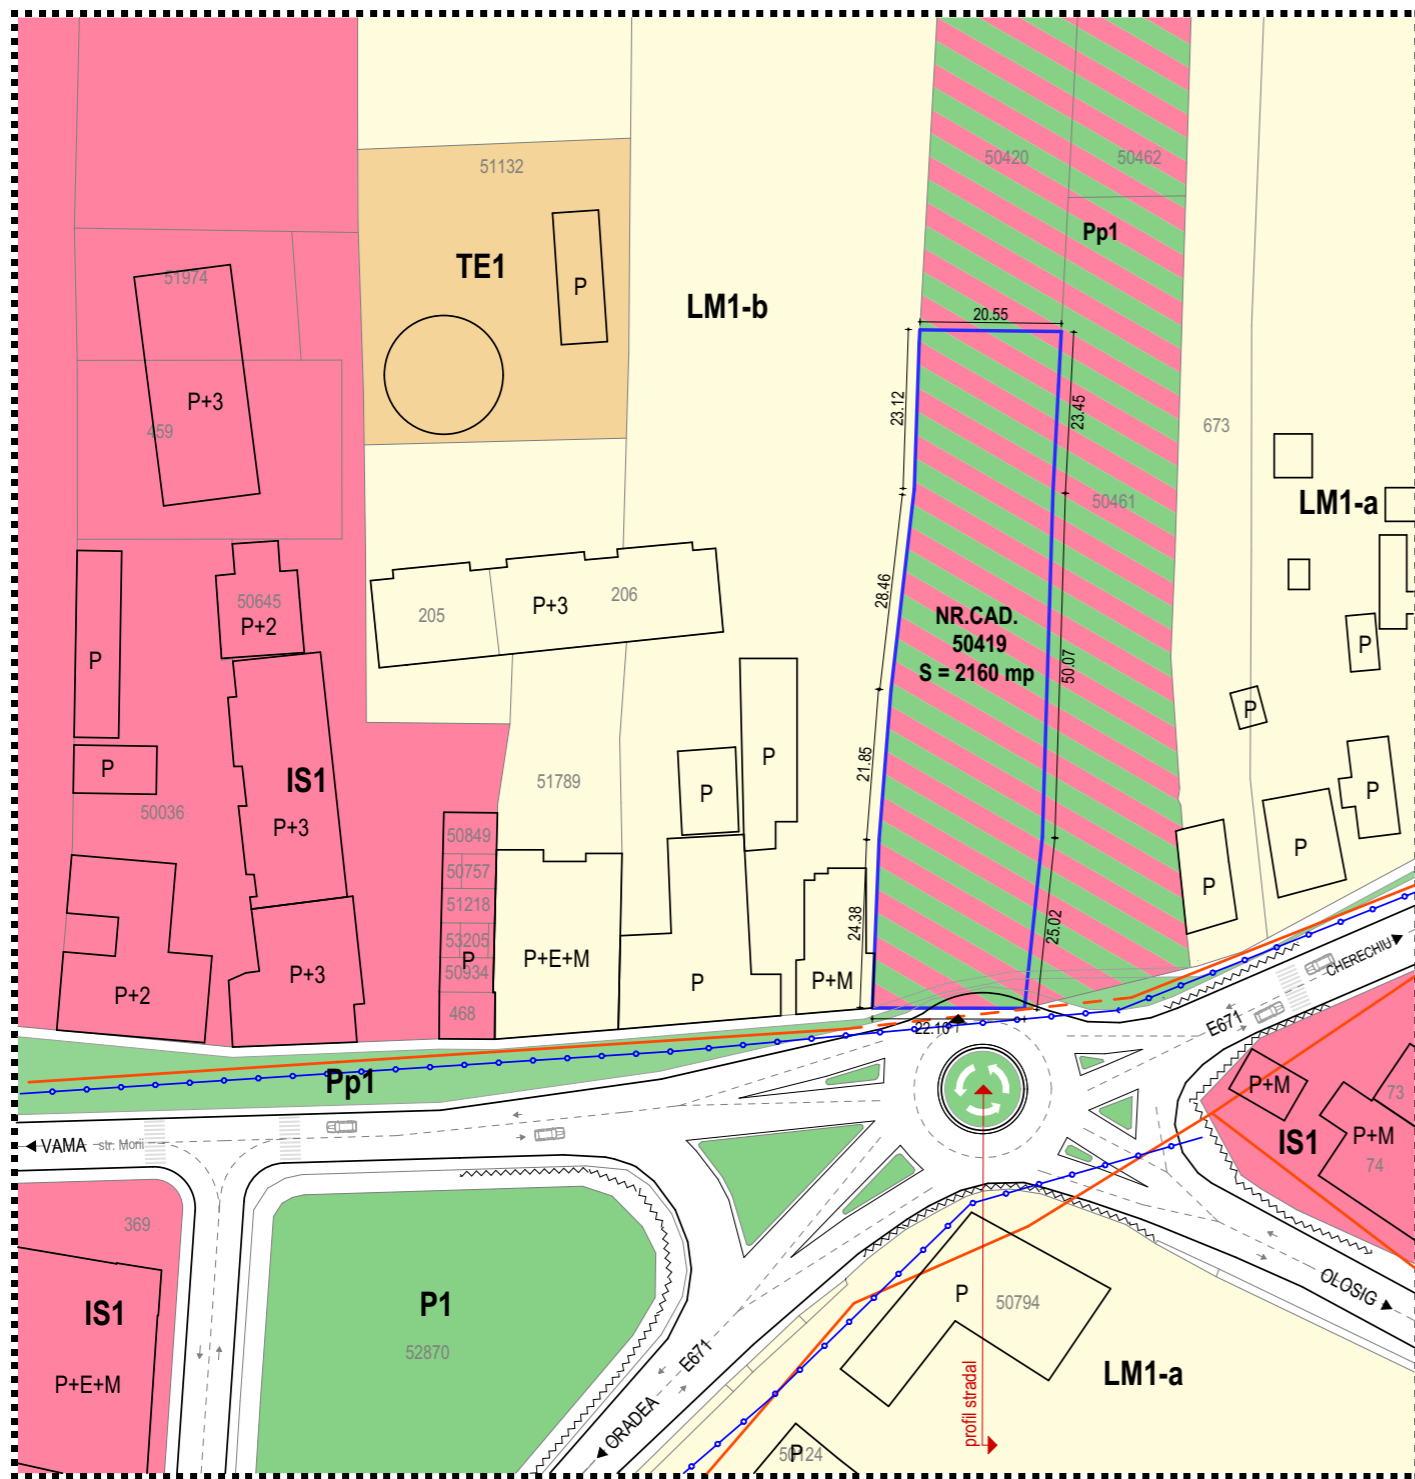 50420
50462
51132
Pp1
TE1
51974
P
LM1-b
20.55
P+3
459
23.12
23.45
673
50461
LM1-a
28.46
50645
P+2
205
P+3
206
NR.CAD.
50419
S = 2160 mp
50.07
P
P
P
P
IS1
P
51789
P
21.85
P
P
50036
P+3
50849
50757
51218
53205
P
50934
468
P
P
24.38
25.02
P+2
P+3
P+E+M
P
P+M
CHERECHIU
E671
22.10
Pp1
P+M
73
P+M
74
IS1
VAMA
str. Morii
369
IS1
P1
52870
P+E+M
P
50794
OLOSIG
E671
ORADEA
LM1-a
profil stradal
P
50124